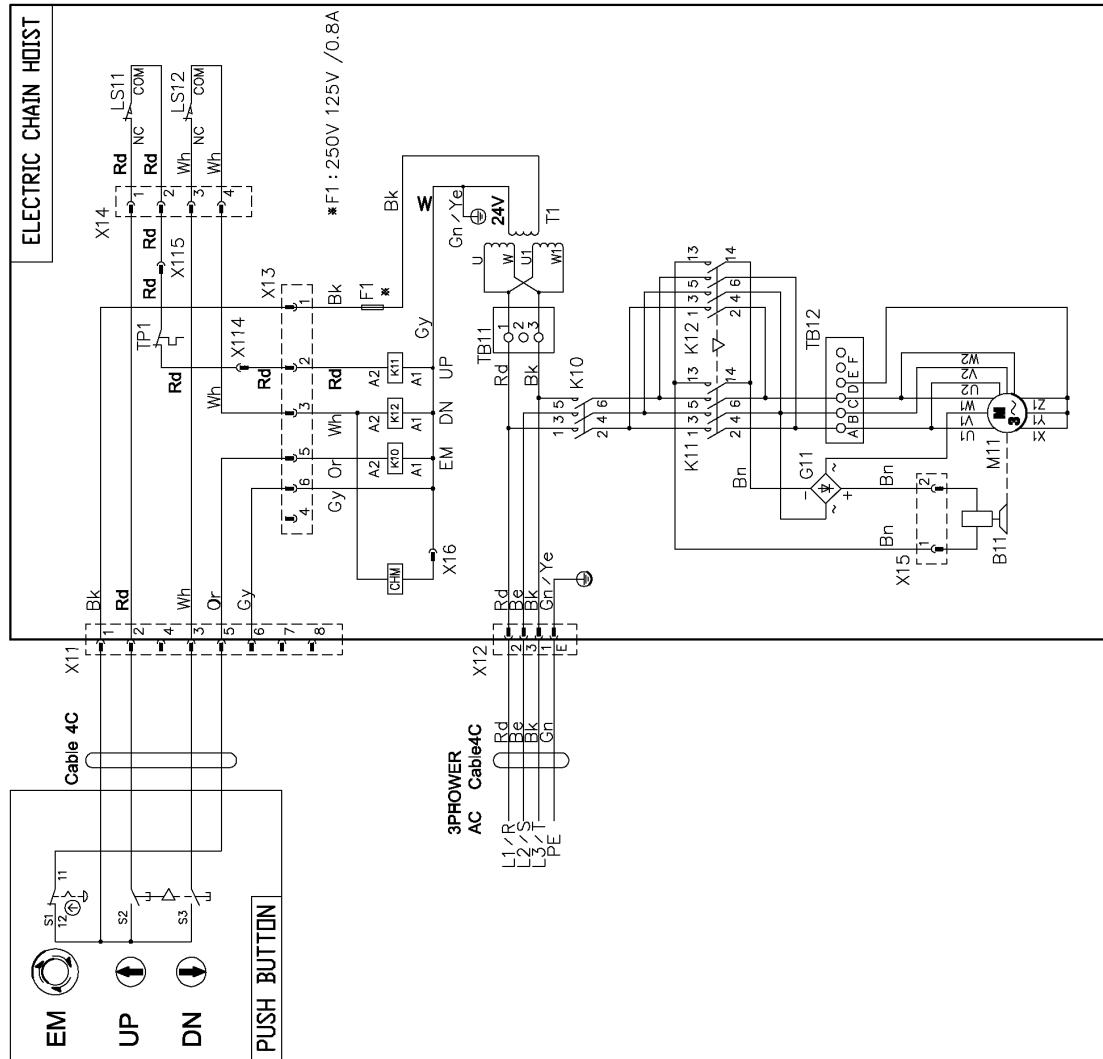 ELECTRIC CHAIN HOIST
LS11
COM
NC
LS12
COM
NC
Rd
Rd
Wh
Wh
X14
1
2
3
4
Rd
X115
Rd
TP1
Rd
X114
Rd
Wh
※F1 : 250V 125V /0.8A
X13
1
2
3
5
6
4
Bk
F1
※
Bk
Rd
Wh
Or
Gy
A2
K11
A1
UP
A2
K12
A1
DN
A2
K10
A1
EM
CHM
X16
Gy
W
Gn/Ye
24V
T1
U
W
U1
W1
TB11
1
2
3
Rd
Bk
X11
1
2
4
3
5
6
7
8
Bk
Rd
Wh
Or
Gy
Cable 4C
X12
2
3
1
E
Rd
Be
Bk
Gn/Ye
3PHOWER
AC Cable4C
Rd
Be
Bk
Gn
L1/R
L2/S
L3/T
PE
K10
1 3 5
2 4 6
K11
1 3 5
13
2 4 6
14
K12
1 3 5
13
2 4 6
14
TB12
A B C D E F
G11
-
+
~
~
Bn
Bn
Bn
X15
1
2
B11
M11
M
3~
U1
V1
W1
U2
V2
W2
X1
Y1
Z1
PUSH BUTTON
EM
UP
DN
S1
11
12
S2
S3